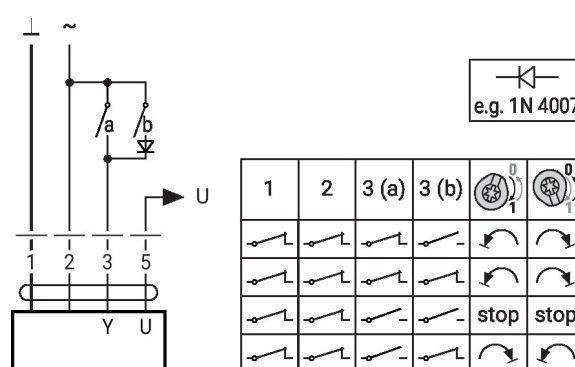 ⊥ ~
a b
e.g. 1N 4007
U
1 2 3 (a) 3 (b) 0 1 0 1
1 2 3 5
Y U
stop stop